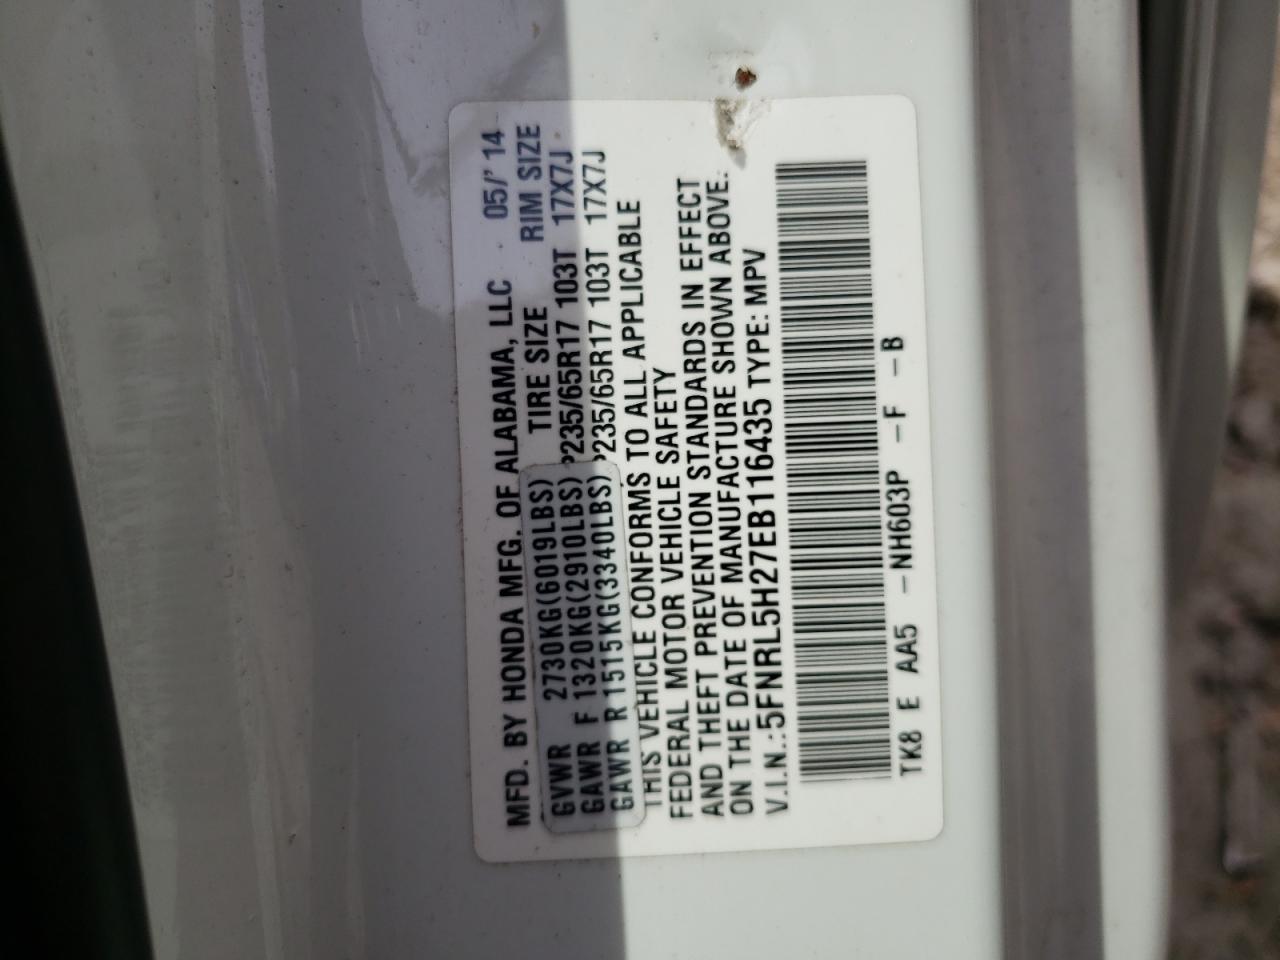 MFD. BY HONDA MFG. OF ALABAMA, LLC 05/'14
TIRE SIZE RIM SIZE
GVWR 2730KG(6019LBS)
GAWR F 1320KG(2910LBS) P235/65R17 103T 17X7J
GAWR R 1515KG(3340LBS) P235/65R17 103T 17X7J
THIS VEHICLE CONFORMS TO ALL APPLICABLE
FEDERAL MOTOR VEHICLE SAFETY
AND THEFT PREVENTION STANDARDS IN EFFECT
ON THE DATE OF MANUFACTURE SHOWN ABOVE.
V.I.N.:5FNRL5H27EB116435 TYPE: MPV
TK8 E AA5 -NH603P -F -B